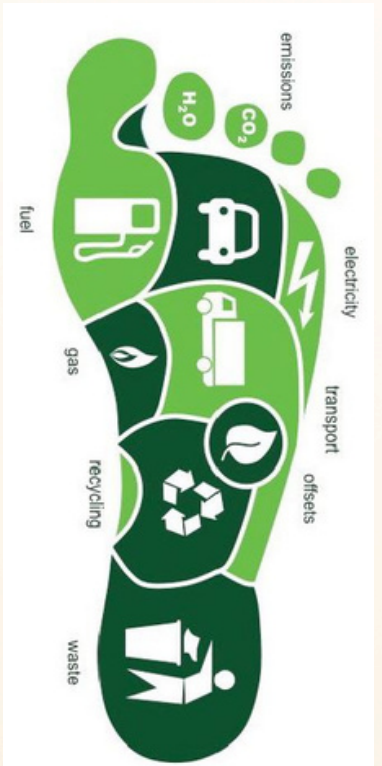 emissions
H₂O
CO₂
electricity
fuel
transport
gas
offsets
recycling
waste